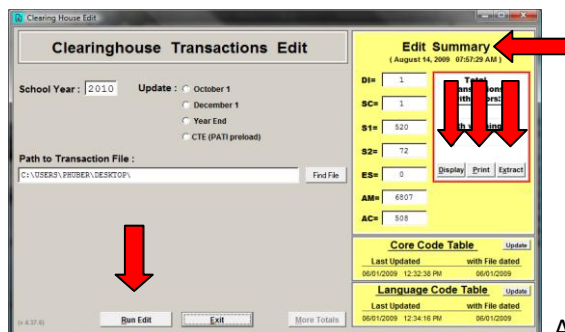 Clearing House Edit
Clearinghouse Transactions Edit
School Year : 2010
Update : October 1
December 1
Year End
CTE (PATI preload)
Path to Transaction File :
C:\USERS\PHUBER\DESKTOP\
Find File
Run Edit
Exit
More Totals
(v 4.37.6)
Edit Summary
( August 14, 2009 07:57:29 AM )
DI= 1
SC= 1
S1= 520
S2= 72
ES= 0
AM= 6807
AC= 508
Total
Display Print Extract
Core Code Table Update
Last Updated with File dated
06/01/2009 12:32:38 PM 06/01/2009
Language Code Table Update
Last Updated with File dated
06/01/2009 12:34:16 PM 06/01/2009
A